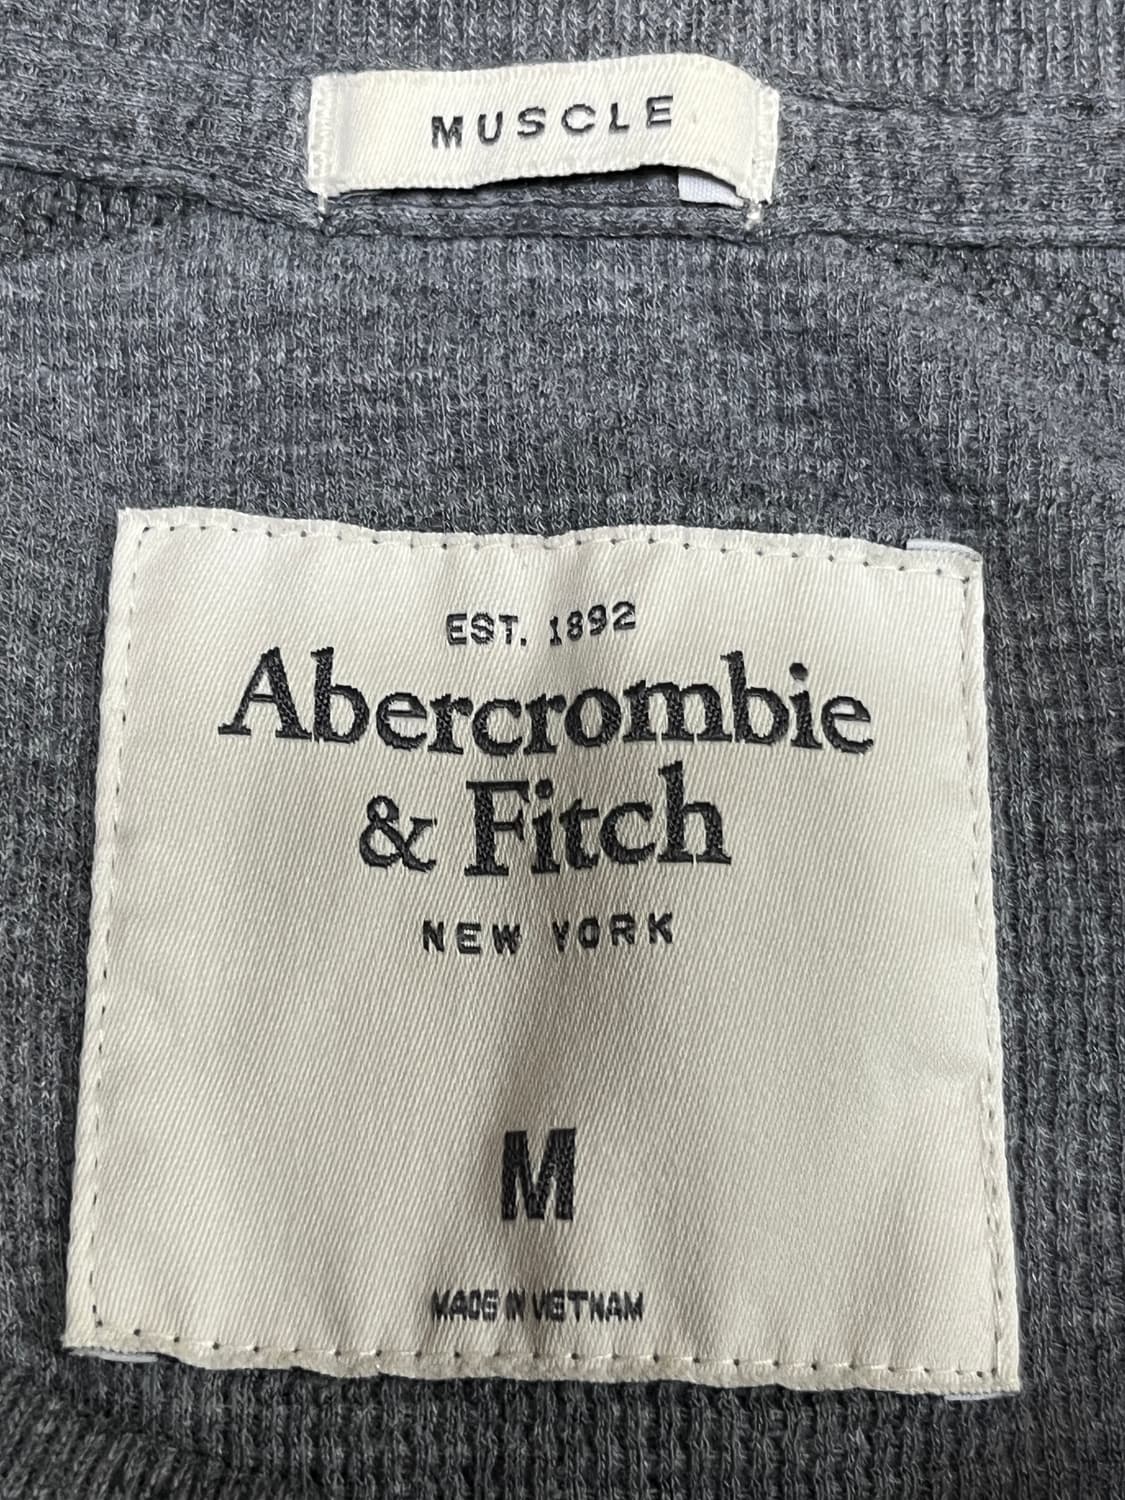 MUSCLE
EST. 1892
Abercrombie
& Fitch
NEW YORK
M
MADE IN VIETNAM